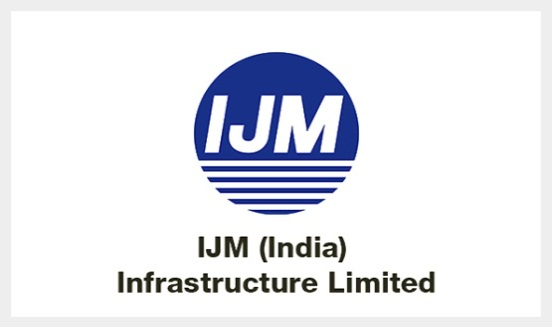 IJM
IJM (India)
Infrastructure Limited